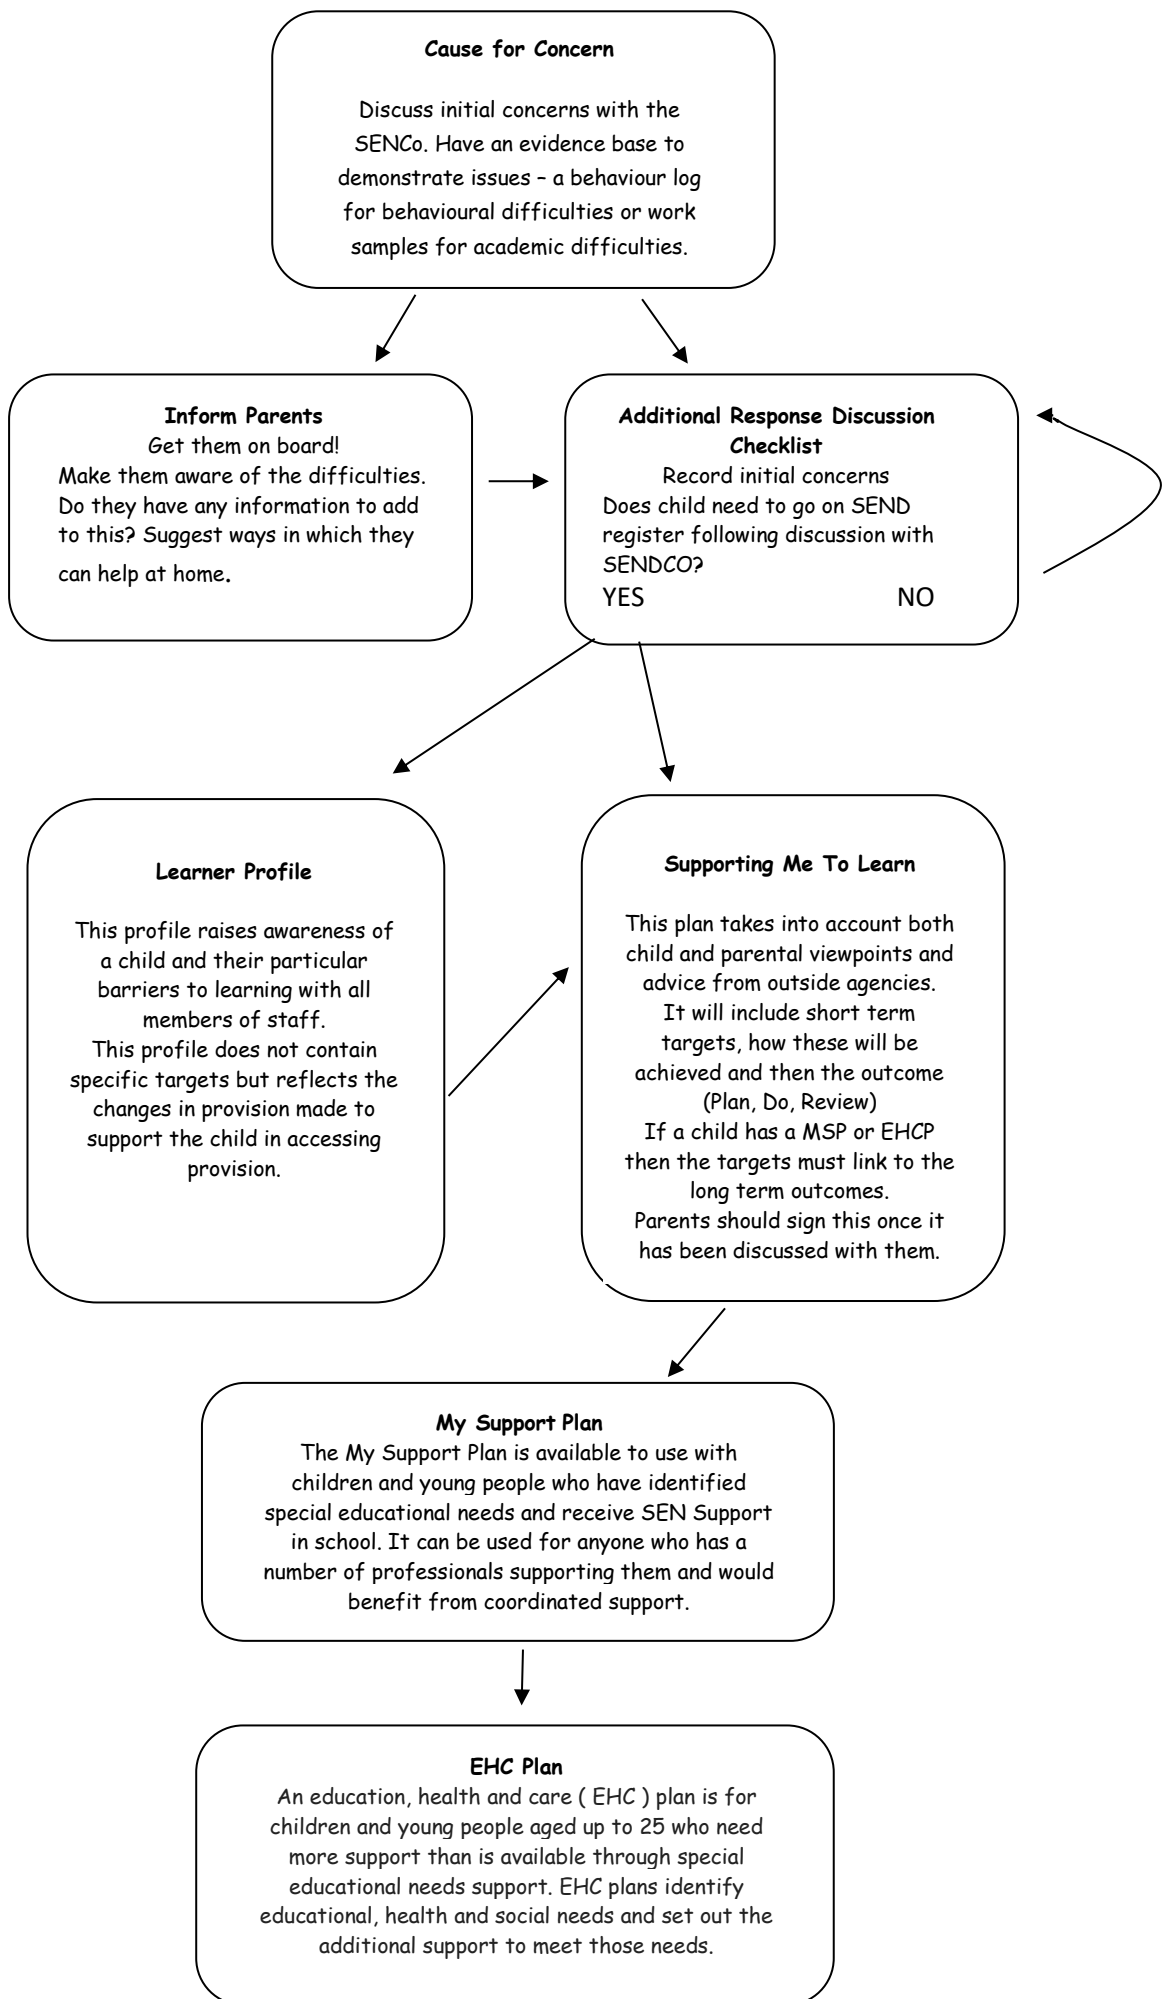 Cause for Concern
Discuss initial concerns with the
SENCo. Have an evidence base to
demonstrate issues – a behaviour log
for behavioural difficulties or work
samples for academic difficulties.
Inform Parents
Get them on board!
Make them aware of the difficulties.
Do they have any information to add
to this? Suggest ways in which they
can help at home.
Additional Response Discussion
Checklist
Record initial concerns
Does child need to go on SEND
register following discussion with
SENDCO?
YES NO
Learner Profile
This profile raises awareness of
a child and their particular
barriers to learning with all
members of staff.
This profile does not contain
specific targets but reflects the
changes in provision made to
support the child in accessing
provision.
Supporting Me To Learn
This plan takes into account both
child and parental viewpoints and
advice from outside agencies.
It will include short term
targets, how these will be
achieved and then the outcome
(Plan, Do, Review)
If a child has a MSP or EHCP
then the targets must link to the
long term outcomes.
Parents should sign this once it
has been discussed with them.
My Support Plan
The My Support Plan is available to use with
children and young people who have identified
special educational needs and receive SEN Support
in school. It can be used for anyone who has a
number of professionals supporting them and would
benefit from coordinated support.
EHC Plan
An education, health and care ( EHC ) plan is for
children and young people aged up to 25 who need
more support than is available through special
educational needs support. EHC plans identify
educational, health and social needs and set out the
additional support to meet those needs.